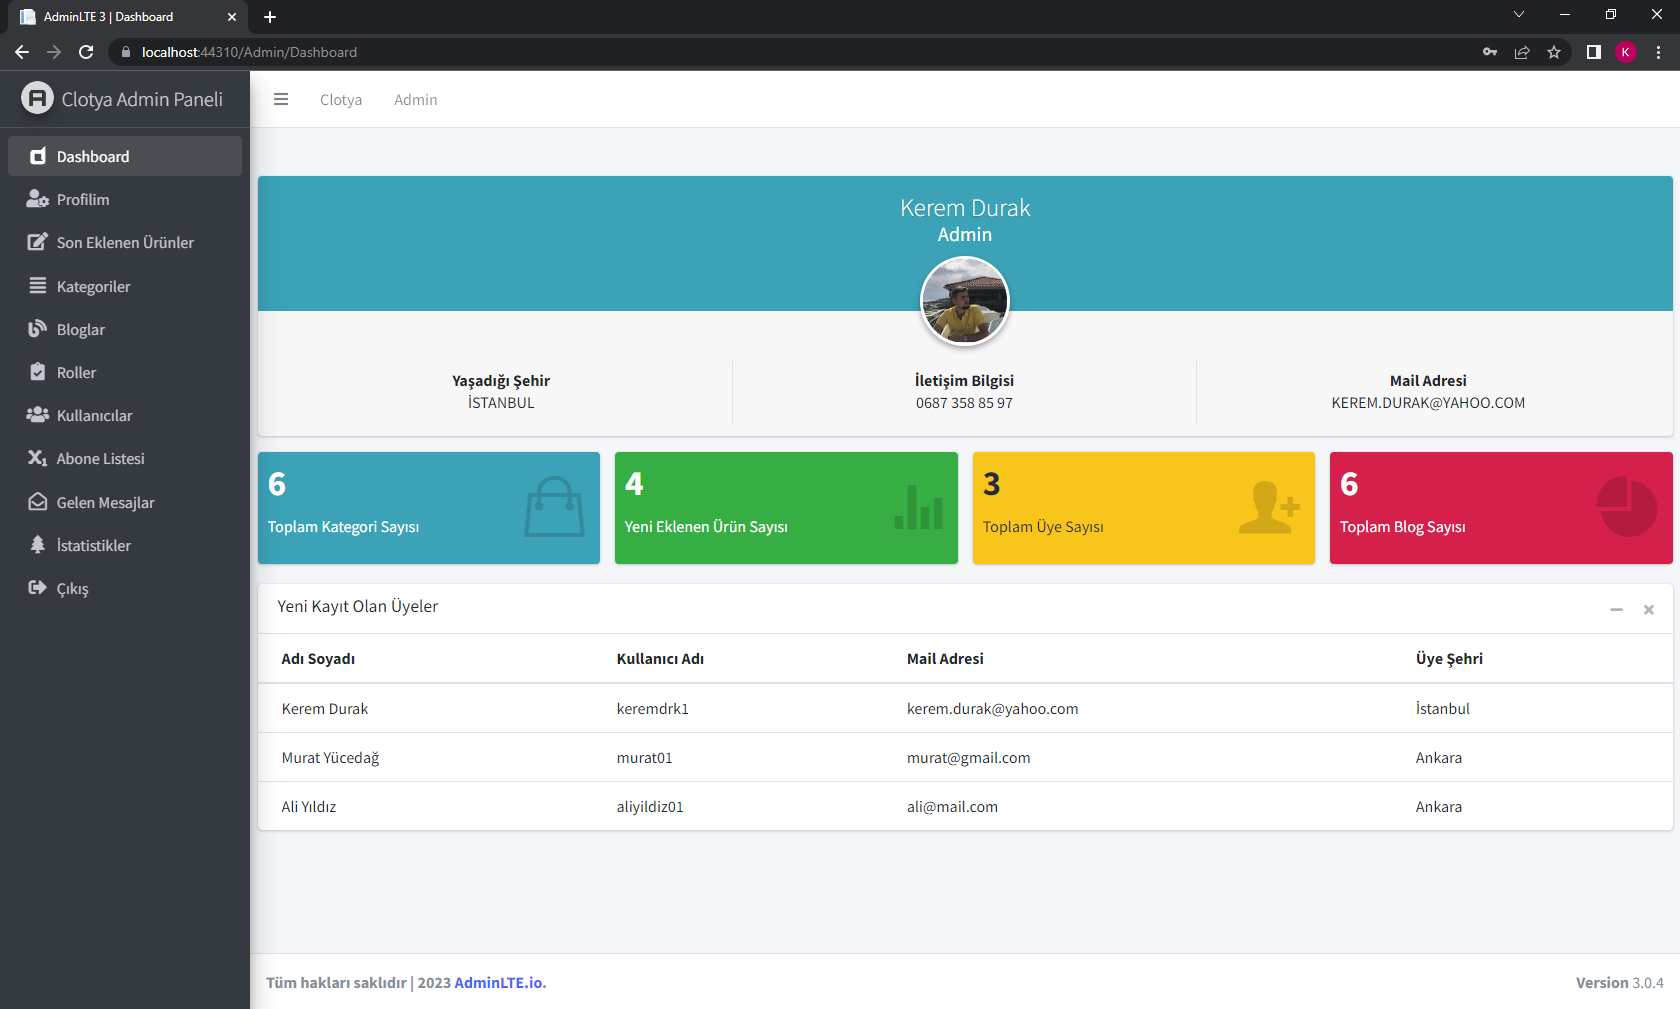 AdminLTE 3 | Dashboard
localhost:44310/Admin/Dashboard
K
Clotya Admin Paneli
Clotya
Admin
Dashboard
Profilim
Son Eklenen Ürünler
Kategoriler
Bloglar
Roller
Kullanıcılar
Abone Listesi
Gelen Mesajlar
İstatistikler
Çıkış
Kerem Durak
Admin
Yaşadığı Şehir
İSTANBUL
İletişim Bilgisi
0687 358 85 97
Mail Adresi
KEREM.DURAK@YAHOO.COM
6
Toplam Kategori Sayısı
4
Yeni Eklenen Ürün Sayısı
3
Toplam Üye Sayısı
6
Toplam Blog Sayısı
Yeni Kayıt Olan Üyeler
Adı Soyadı Kullanıcı Adı Mail Adresi Üye Şehri
Kerem Durak keremdrk1 kerem.durak@yahoo.com İstanbul
Murat Yücedağ murat01 murat@gmail.com Ankara
Ali Yıldız aliyildiz01 ali@mail.com Ankara
Tüm hakları saklıdır | 2023 AdminLTE.io.
Version 3.0.4